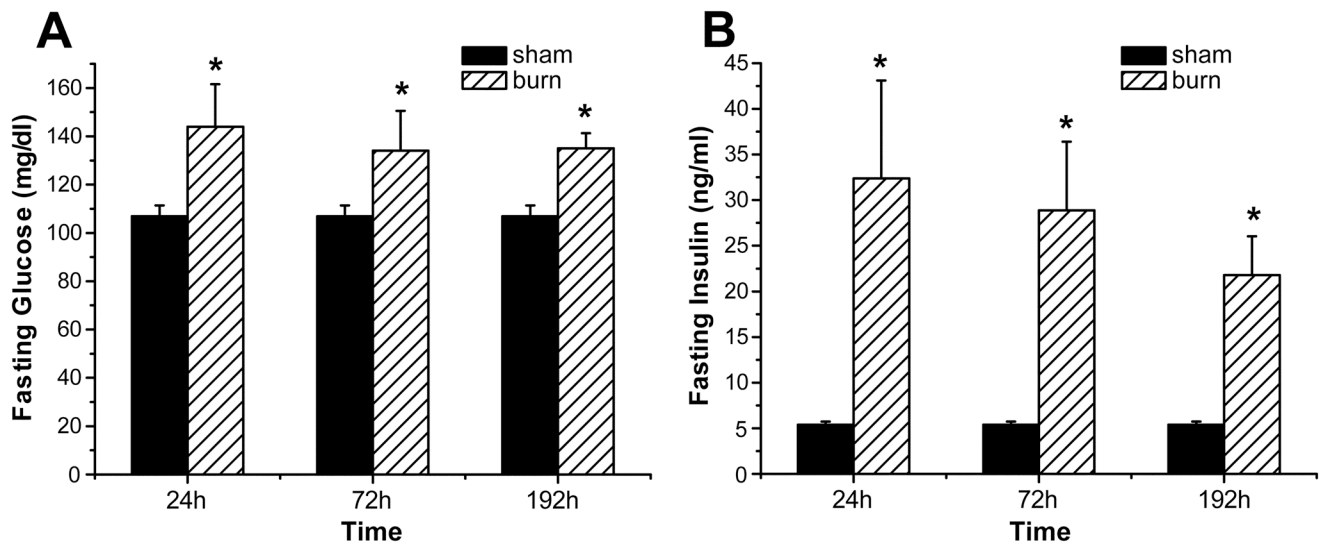 A
sham
burn
160
140
120
100
80
60
40
20
0
Fasting Glucose (mg/dl)
*
*
*
24h
72h
192h
Time
B
sham
burn
45
40
35
30
25
20
15
10
5
0
Fasting Insulin (ng/ml)
*
*
*
24h
72h
192h
Time